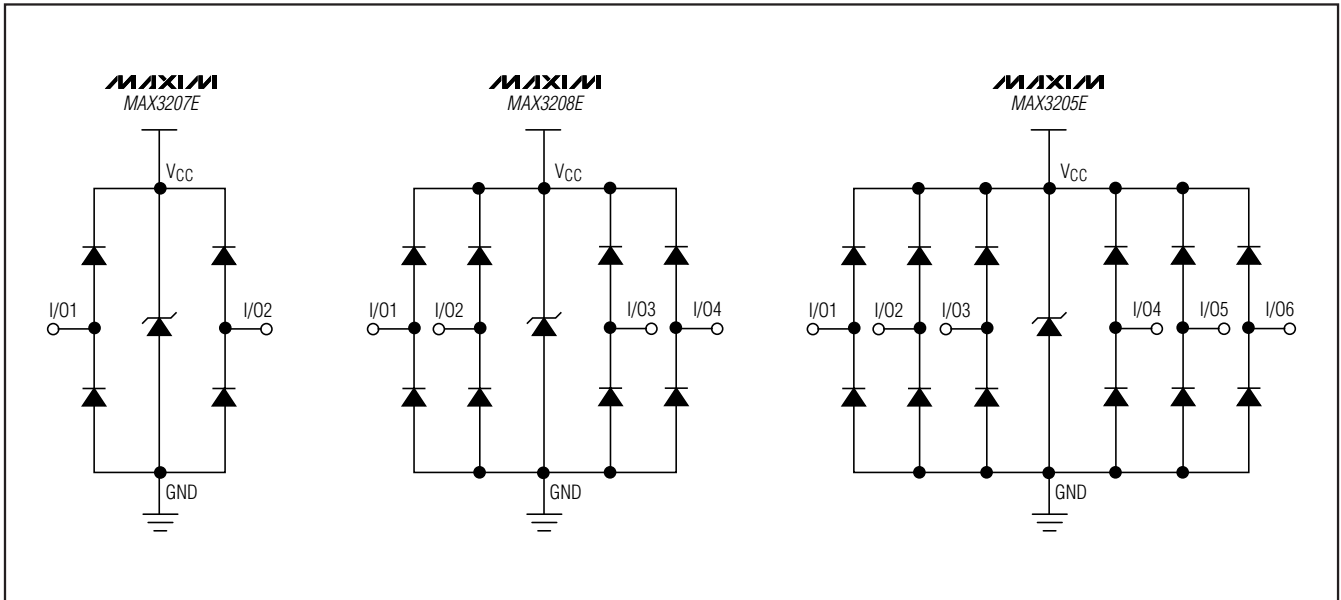 MAXIM
MAX3207E
VCC
I/O1
I/O2
GND
MAXIM
MAX3208E
VCC
I/O1
I/O2
I/O3
I/O4
GND
MAXIM
MAX3205E
VCC
I/O1
I/O2
I/O3
I/O4
I/O5
I/O6
GND